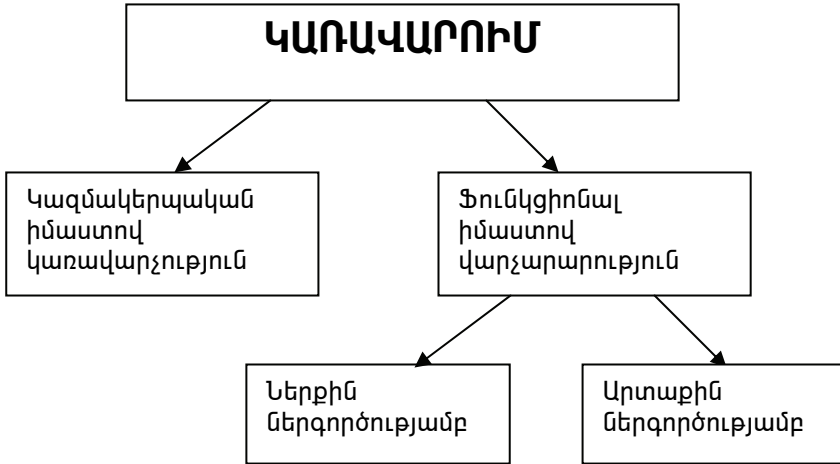 ԿԱՌԱՎԱՐՈՒՄ
Կազմակերպական
իմաստով
կառավարչություն
Ֆունկցիոնալ
իմաստով
վարչարարություն
Ներքին
ներգործությամբ
Արտաքին
ներգործությամբ